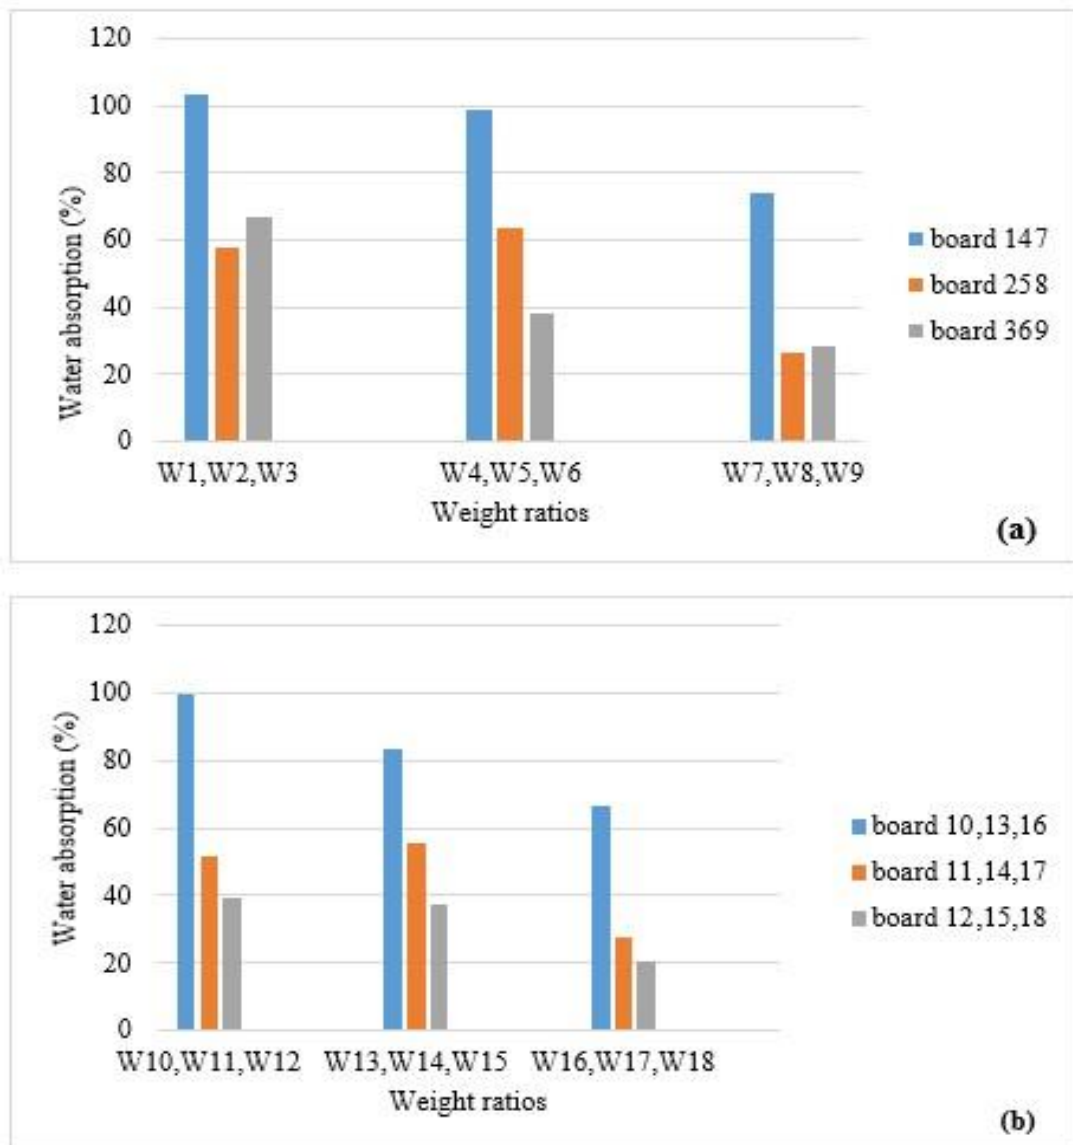 120
100
80
60
40
20
0
Water absorption (%)
W1,W2,W3
W4,W5,W6
W7,W8,W9
Weight ratios
board 147
board 258
board 369
(a)
120
100
80
60
40
20
0
Water absorption (%)
W10,W11,W12
W13,W14,W15
W16,W17,W18
Weight ratios
board 10,13,16
board 11,14,17
board 12,15,18
(b)